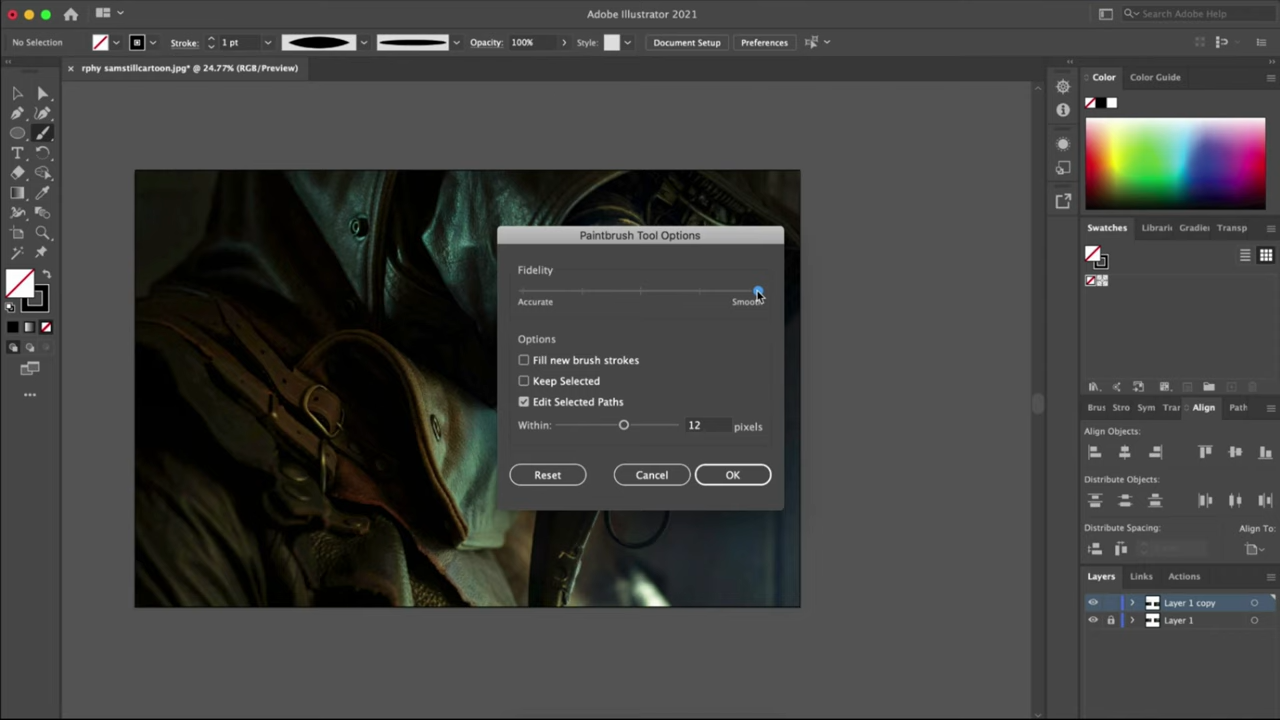 Adobe Illustrator 2021
Search Adobe Help
No Selection
Stroke:
1 pt
Opacity:
100%
Style:
Document Setup
Preferences
rphy samstillcartoon.jpg* @ 24.77% (RGB/Preview)
Color
Color Guide
Paintbrush Tool Options
Fidelity
Accurate
Smooth
Options
Fill new brush strokes
Keep Selected
Edit Selected Paths
Within:
12
pixels
Reset
Cancel
OK
Swatches
Librari
Gradie
Transp
Brus
Stro
Sym
Trar
Align
Path
Align Objects:
Distribute Objects:
Distribute Spacing:
Align To:
Layers
Links
Actions
Layer 1 copy
Layer 1